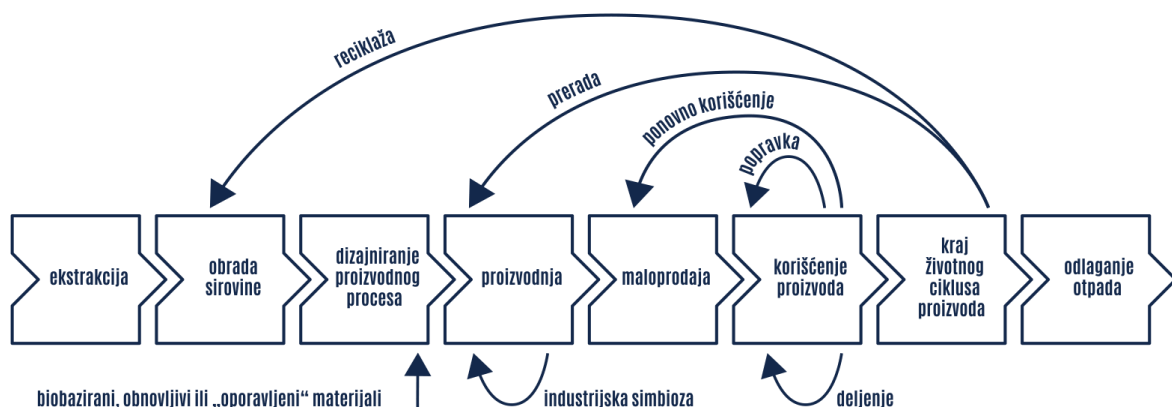 reciklaža
prerada
ponovno korišćenje
popravka
ekstrakcija
obrada
sirovine
dizajniranje
proizvodnog
procesa
proizvodnja
maloprodaja
korišćenje
proizvoda
kraj
životnog
ciklusa
proizvoda
odlaganje
otpada
biobazirani, obnovljivi ili „oporavljeni“ materijali
industrijska simbioza
deljenje